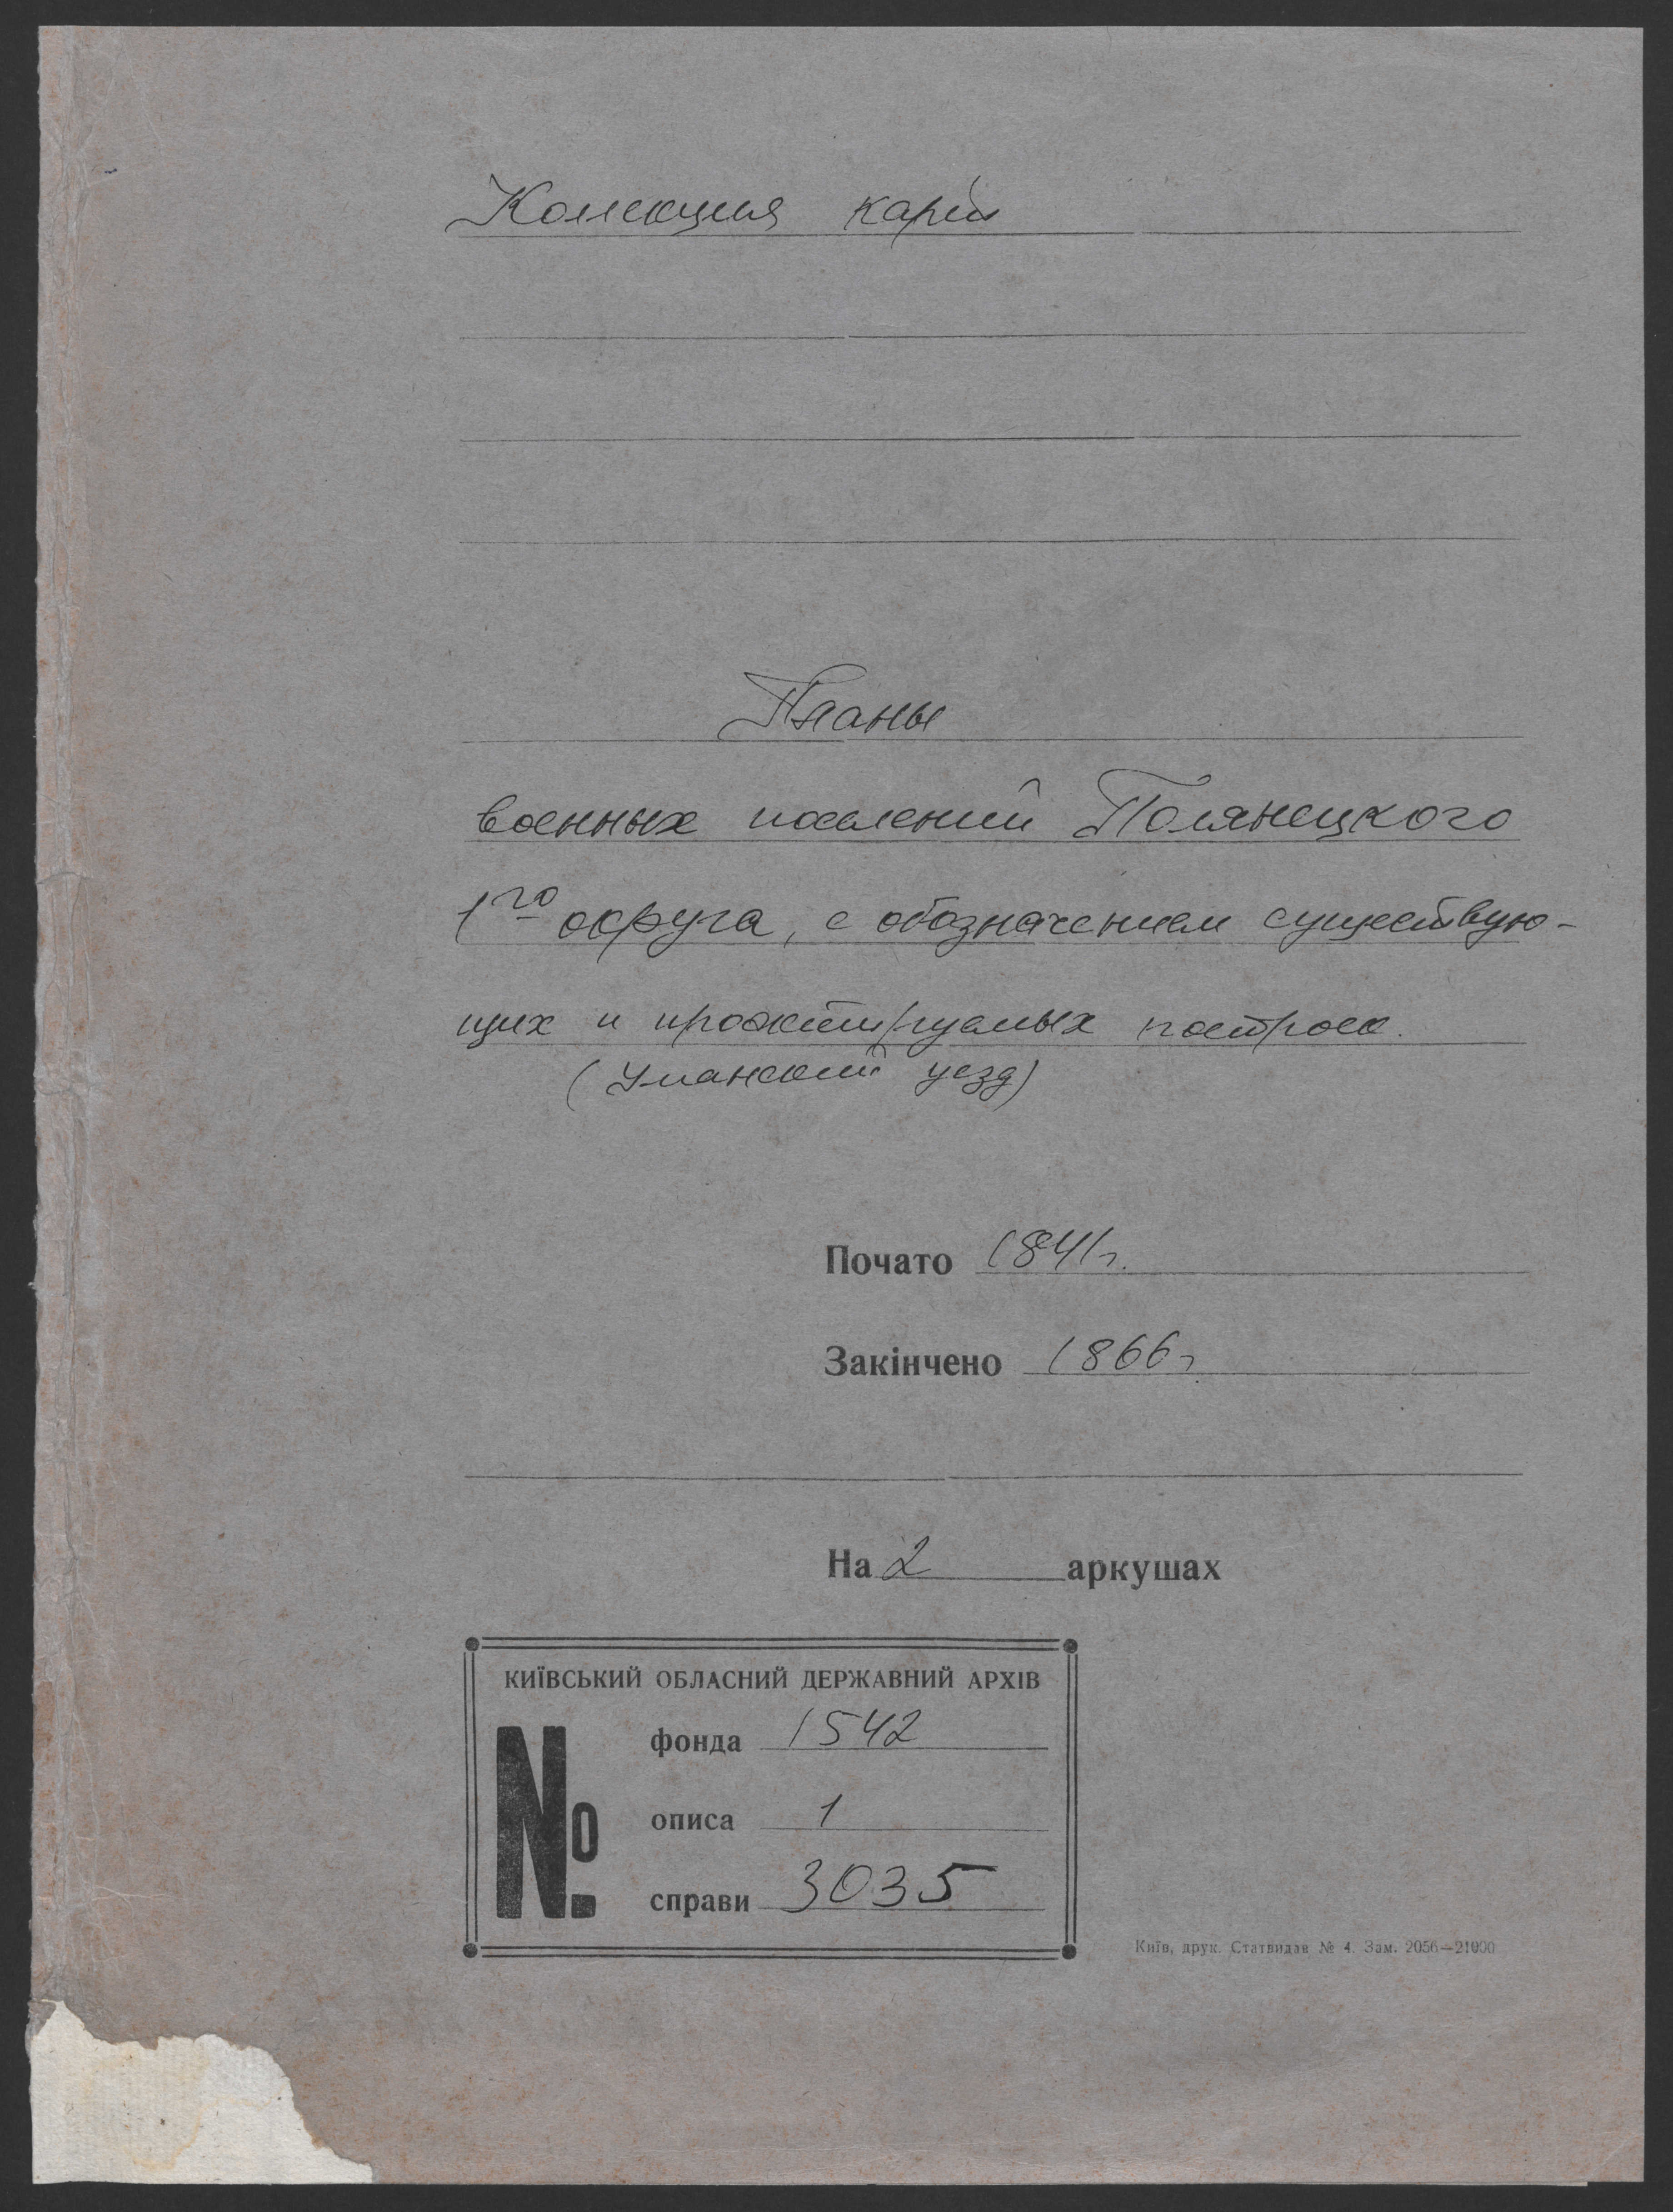 Коллекция карт
Планы
военных поселений Полянецкого
1го округа, с обозначением существую-
щих и проектируемых построек.
(Уманский уезд)
Почато 1841г.
Закінчено 1866г.
На 2 аркушах
КИЇВСЬКИЙ ОБЛАСНИЙ ДЕРЖАВНИЙ АРХІВ
№
фонда 1542
описа 1
справи 3035
Київ, друк. Статвидав № 4. Зам. 2056—21000